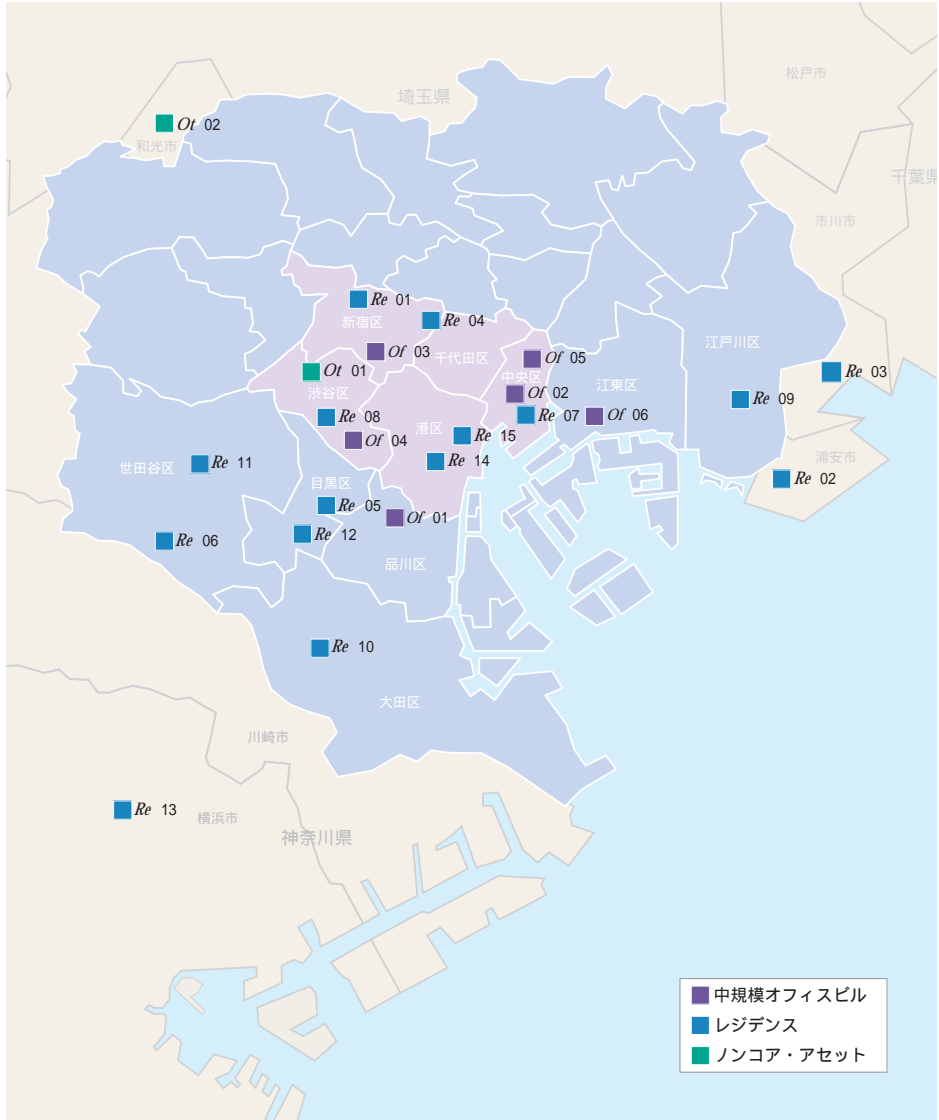 松戸市
埼玉県
Ot 02
和光市
千葉県
市川市
Re 01
新宿区
Re 04
江戸川区
Of 03
千代田区
Of 05
Ot 01
中央区
江東区
Re 03
渋谷区
Of 02
Re 09
Re 08
Re 07
Of 06
港区
Re 15
Of 04
浦安市
世田谷区
Re 11
Re 14
目黒区
Re 02
Re 05
Of 01
Re 12
Re 06
品川区
Re 10
大田区
川崎市
Re 13
横浜市
神奈川県
中規模オフィスビル
レジデンス
ノンコア・アセット